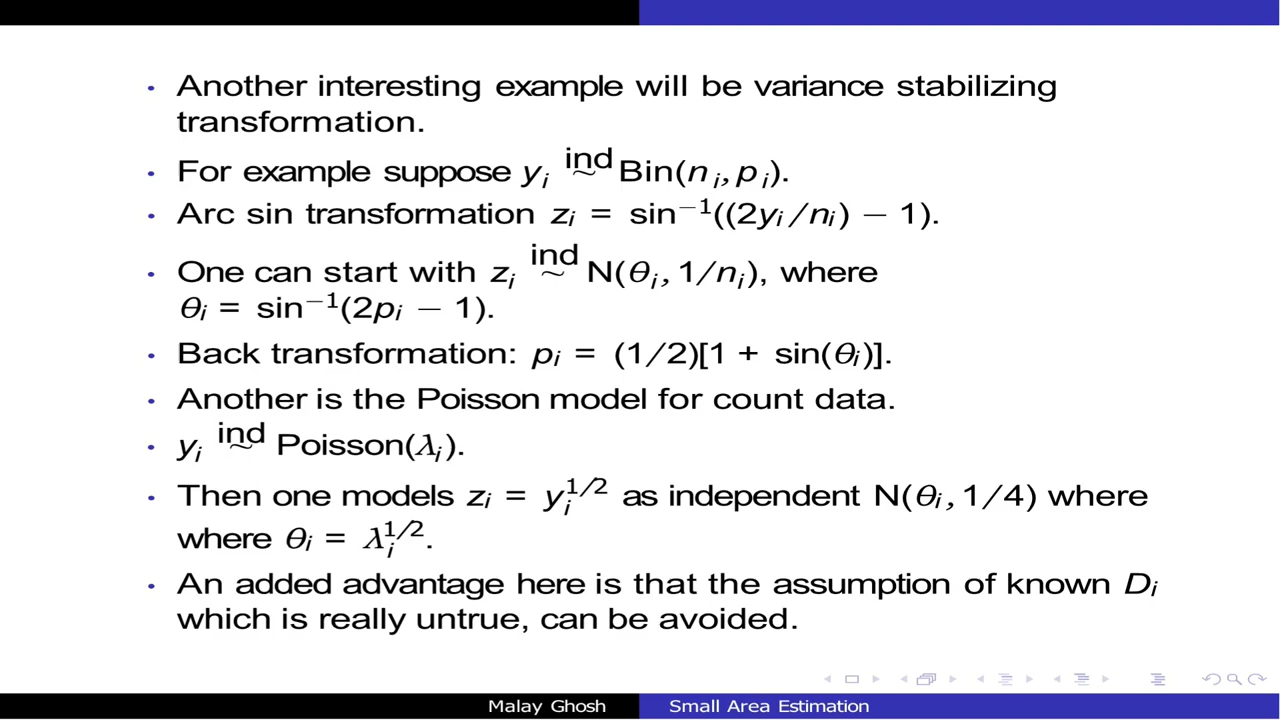 • Another interesting example will be variance stabilizing
transformation.
• For example suppose yᵢ ind∼ Bin(nᵢ, pᵢ).
• Arc sin transformation zᵢ = sin⁻¹((2yᵢ/nᵢ) − 1).
• One can start with zᵢ ind∼ N(θᵢ, 1/nᵢ), where
θᵢ = sin⁻¹(2pᵢ − 1).
• Back transformation: pᵢ = (1/2)[1 + sin(θᵢ)].
• Another is the Poisson model for count data.
• yᵢ ind∼ Poisson(λᵢ).
• Then one models zᵢ = yᵢ^1/2 as independent N(θᵢ, 1/4) where
where θᵢ = λᵢ^1/2.
• An added advantage here is that the assumption of known Dᵢ
which is really untrue, can be avoided.
Malay Ghosh Small Area Estimation